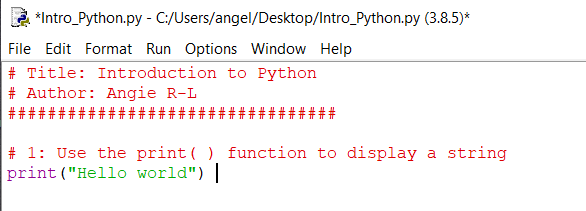 *Intro_Python.py - C:/Users/angel/Desktop/Intro_Python.py (3.8.5)*
File Edit Format Run Options Window Help
# Title: Introduction to Python
# Author: Angie R-L
#################################
# 1: Use the print( ) function to display a string
print("Hello world")